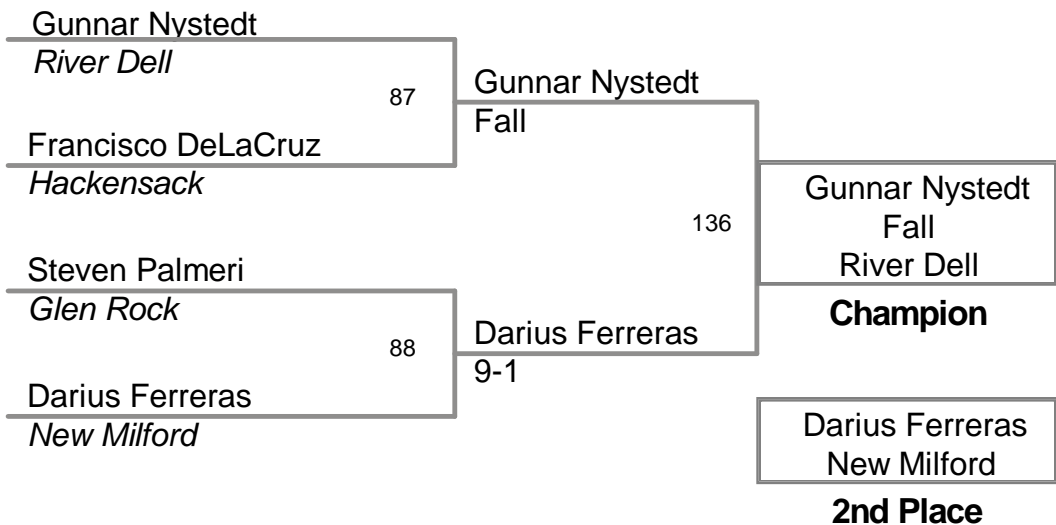 Gunnar Nystedt
River Dell
87
Gunnar Nystedt
Fall
Francisco DeLaCruz
Hackensack
136
Gunnar Nystedt
Fall
River Dell
Champion
Steven Palmeri
Glen Rock
88
Darius Ferreras
9-1
Darius Ferreras
New Milford
Darius Ferreras
New Milford
2nd Place